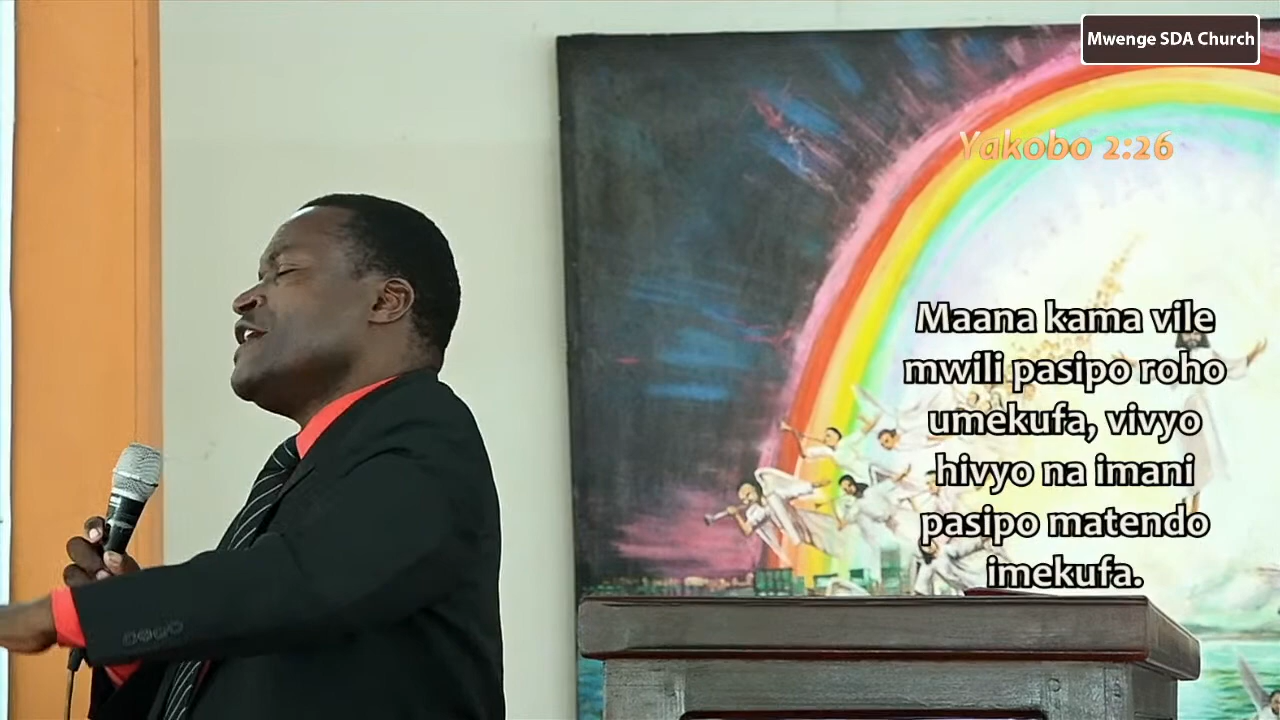 Mwenge SDA Church
Yakobo 2:26
Maana kama vile
mwili pasipo roho
umekufa, vivyo
hivyo na imani
pasipo matendo
imekufa.